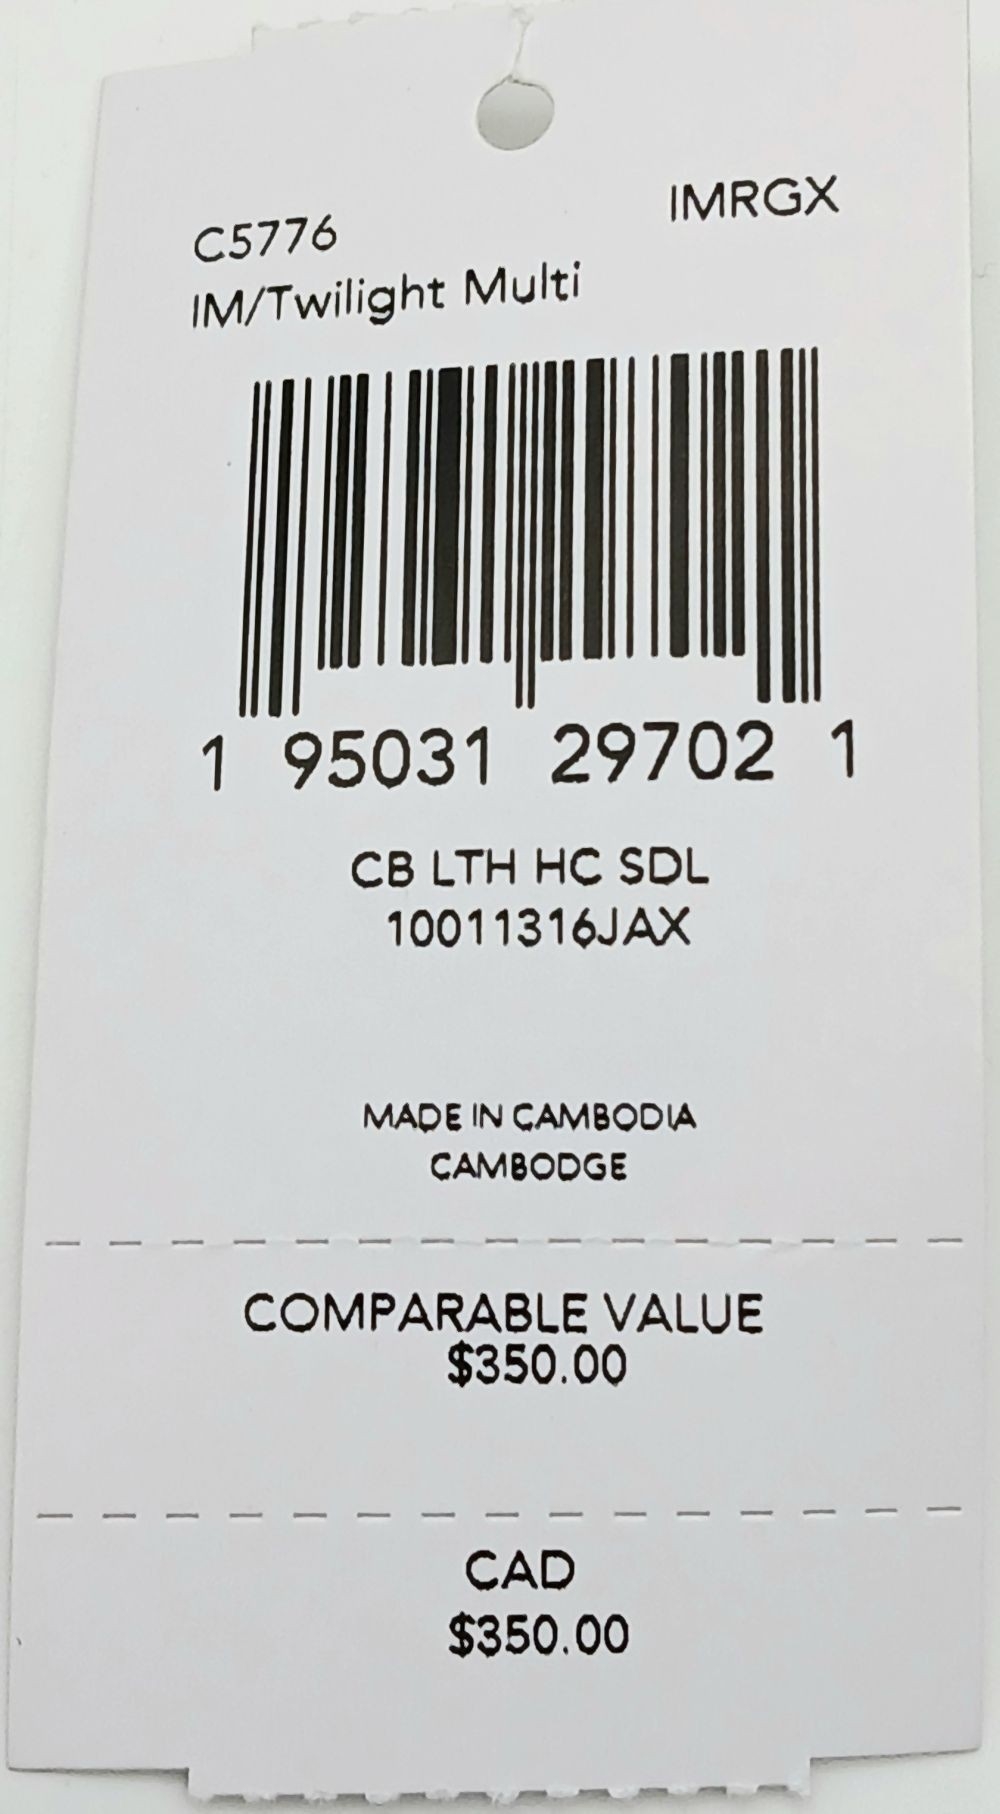 IMRGX
C5776
IM/Twilight Multi
1 95031 29702 1
CB LTH HC SDL
10011316JAX
MADE IN CAMBODIA
CAMBODGE
COMPARABLE VALUE
$350.00
CAD
$350.00